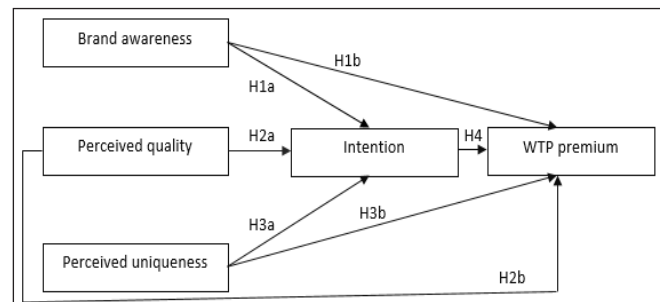 Brand awareness
H1b
H1a
Perceived quality
H2a
Intention
H4
WTP premium
H3a
H3b
Perceived uniqueness
H2b